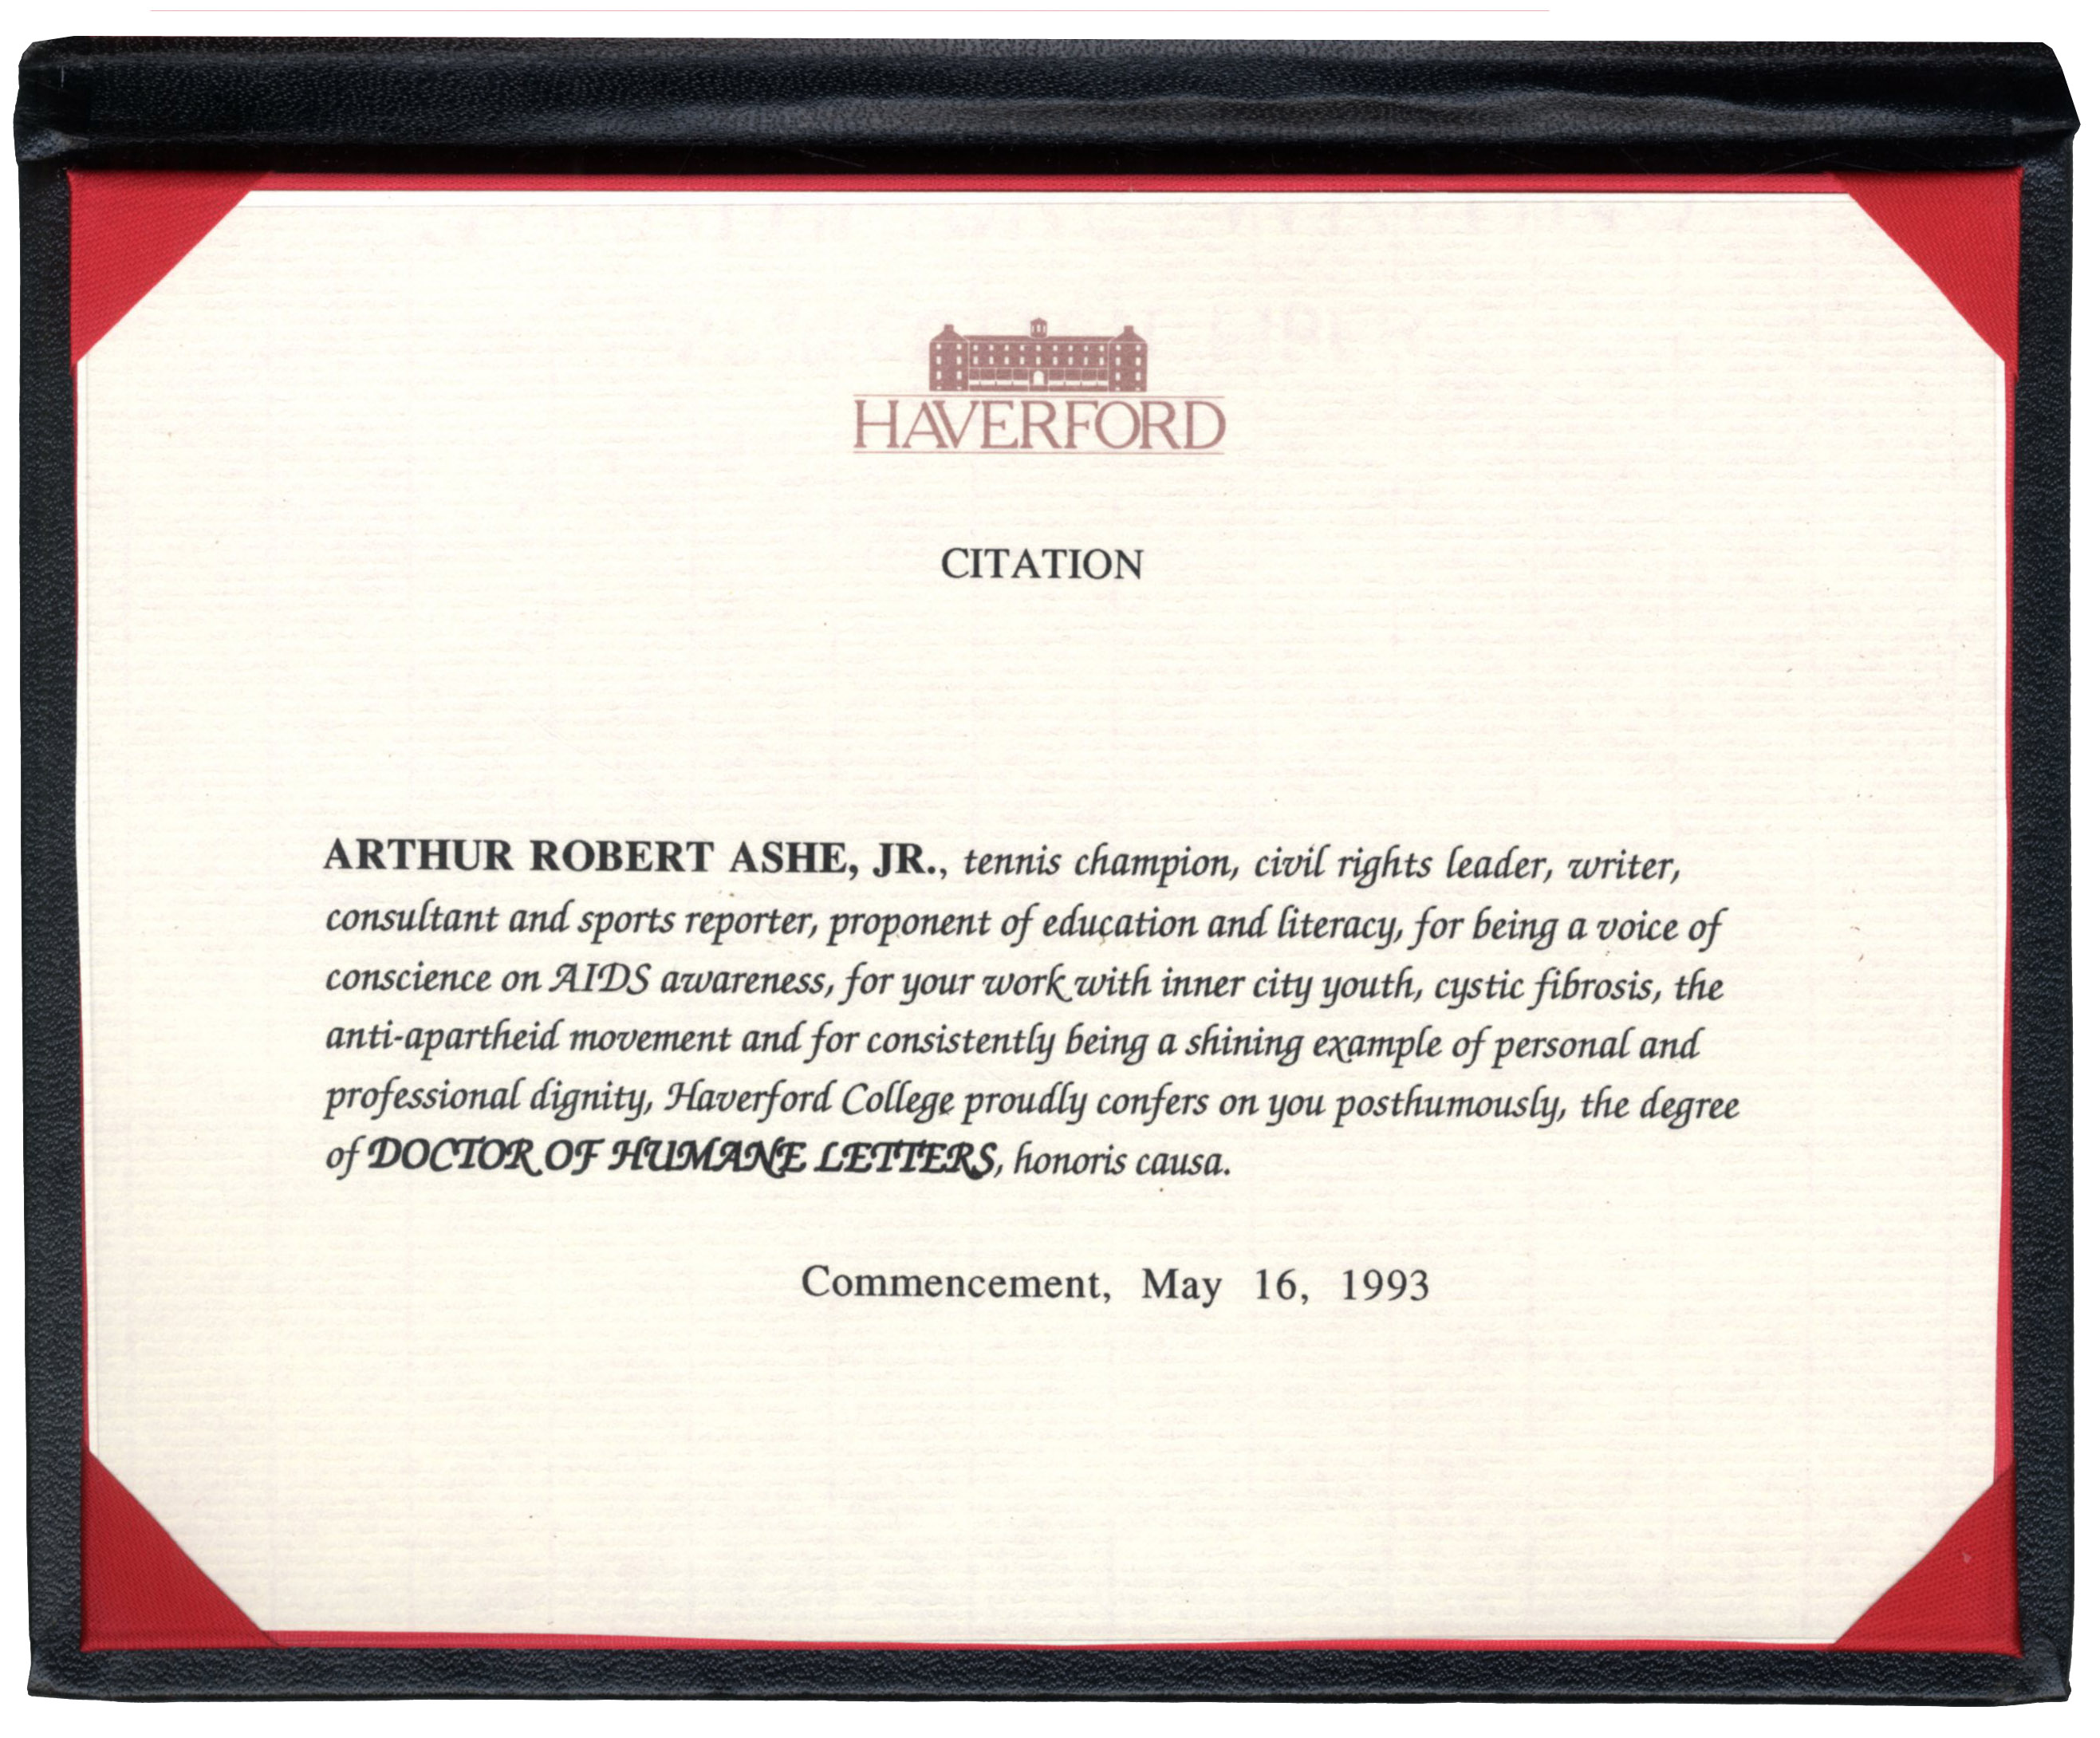 HAVERFORD
CITATION
ARTHUR ROBERT ASHE, JR., tennis champion, civil rights leader, writer,
consultant and sports reporter, proponent of education and literacy, for being a voice of
conscience on AIDS awareness, for your work with inner city youth, cystic fibrosis, the
anti-apartheid movement and for consistently being a shining example of personal and
professional dignity, Haverford College proudly confers on you posthumously, the degree
of DOCTOR OF HUMANE LETTERS, honoris causa.
Commencement, May 16, 1993